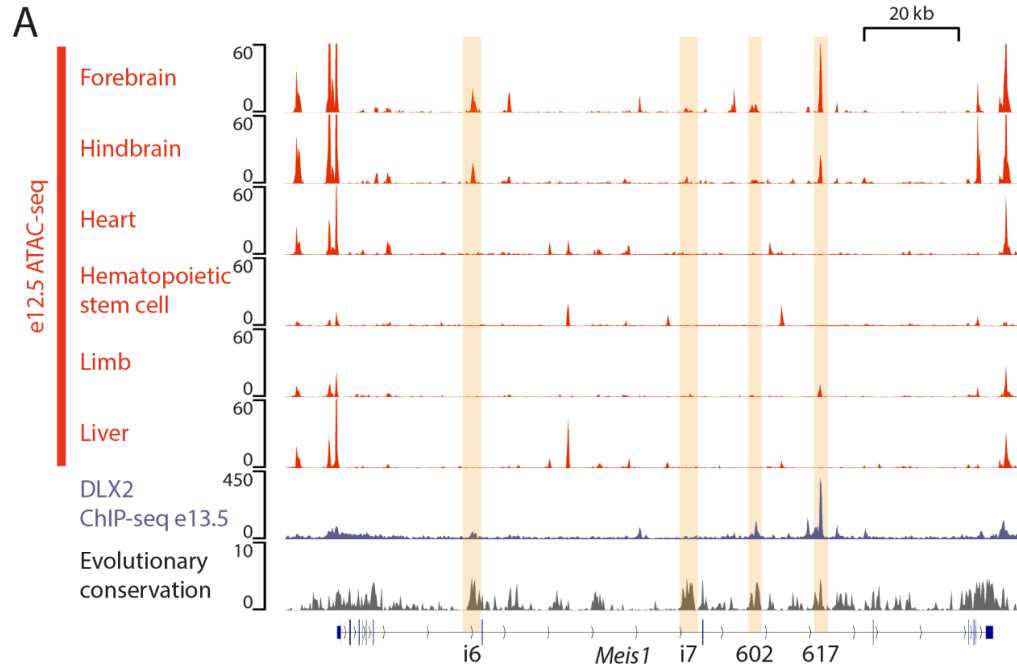 A
20 kb
e12.5 ATAC-seq
Forebrain
60
0
Hindbrain
60
0
Heart
60
0
Hematopoietic
stem cell
60
0
Limb
60
0
Liver
60
0
DLX2
ChIP-seq e13.5
450
0
Evolutionary
conservation
10
0
i6
Meis1
i7
602
617